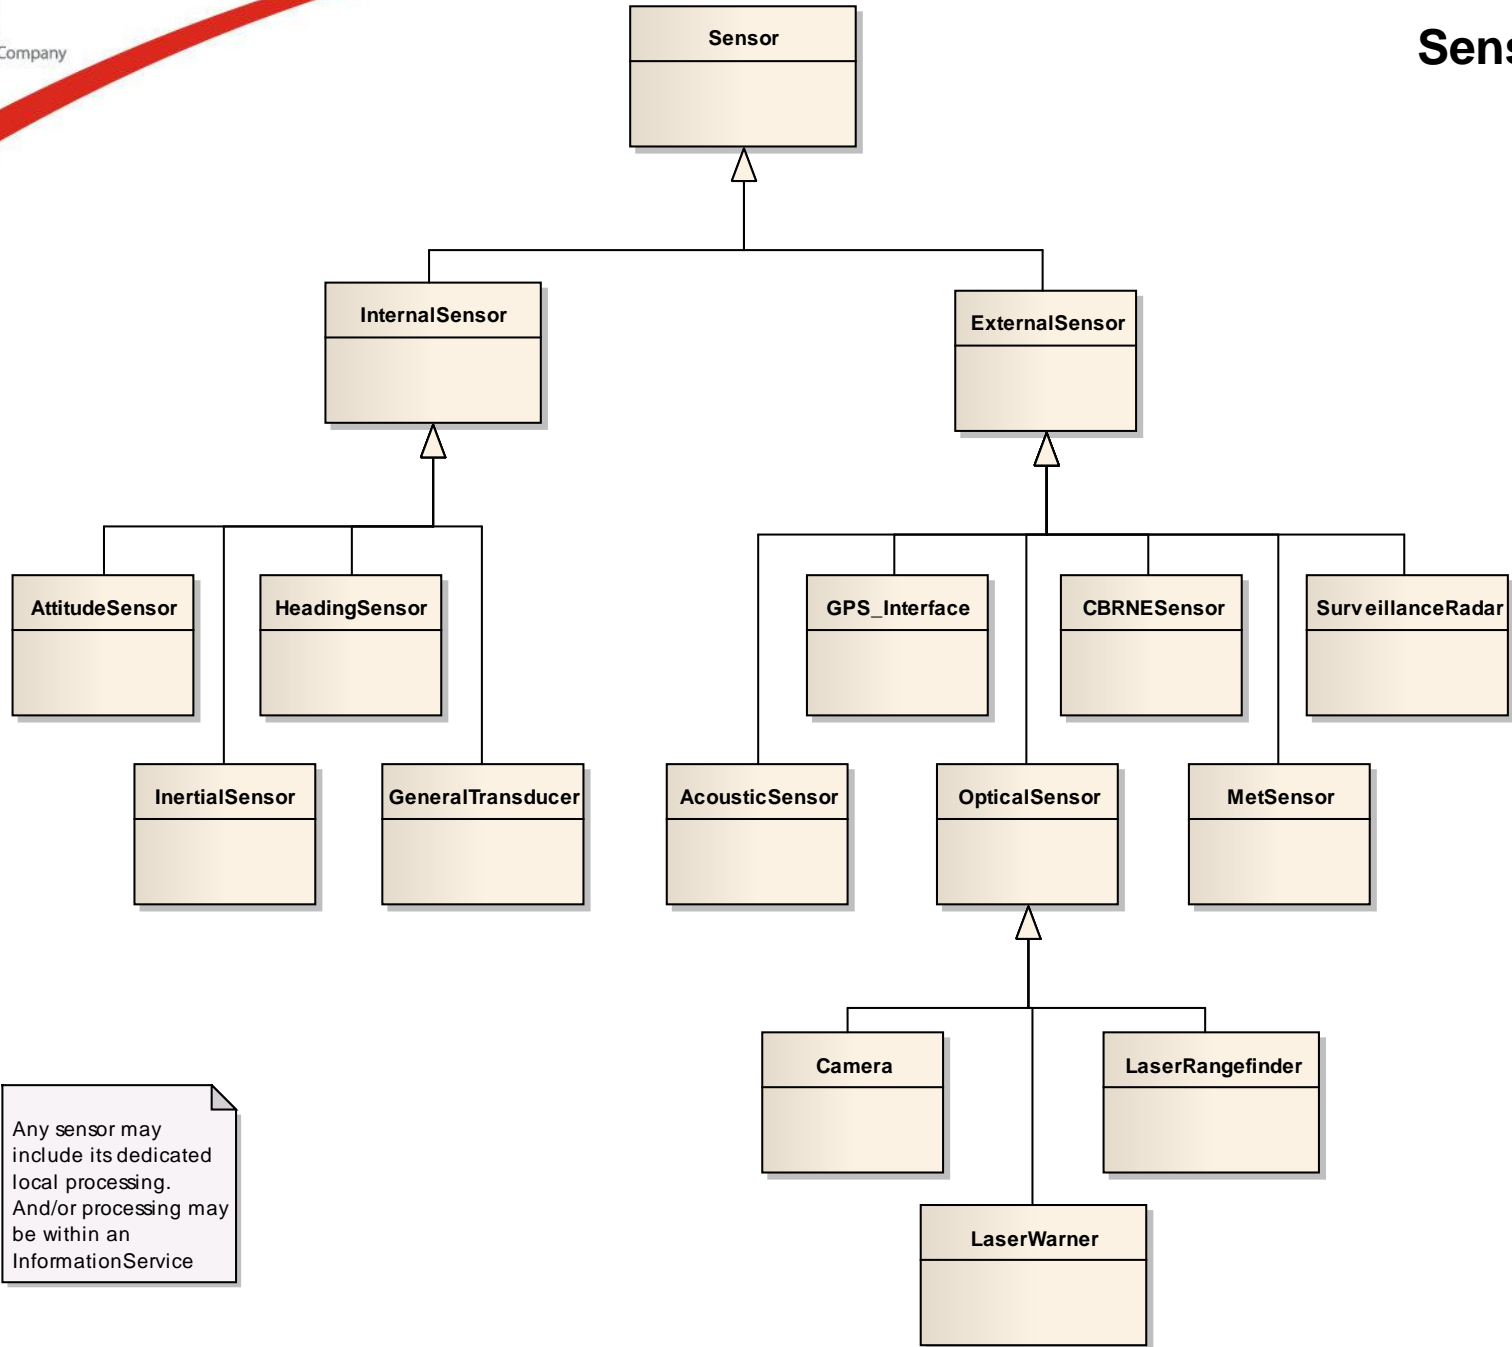 Company
Sensor
InternalSensor
ExternalSensor
AttitudeSensor
HeadingSensor
GPS_Interface
CBRNESensor
SurveillanceRadar
InertialSensor
GeneralTransducer
AcousticSensor
OpticalSensor
MetSensor
Camera
LaserRangefinder
Any sensor may
include its dedicated
local processing.
And/or processing may
be within an
InformationService
LaserWarner